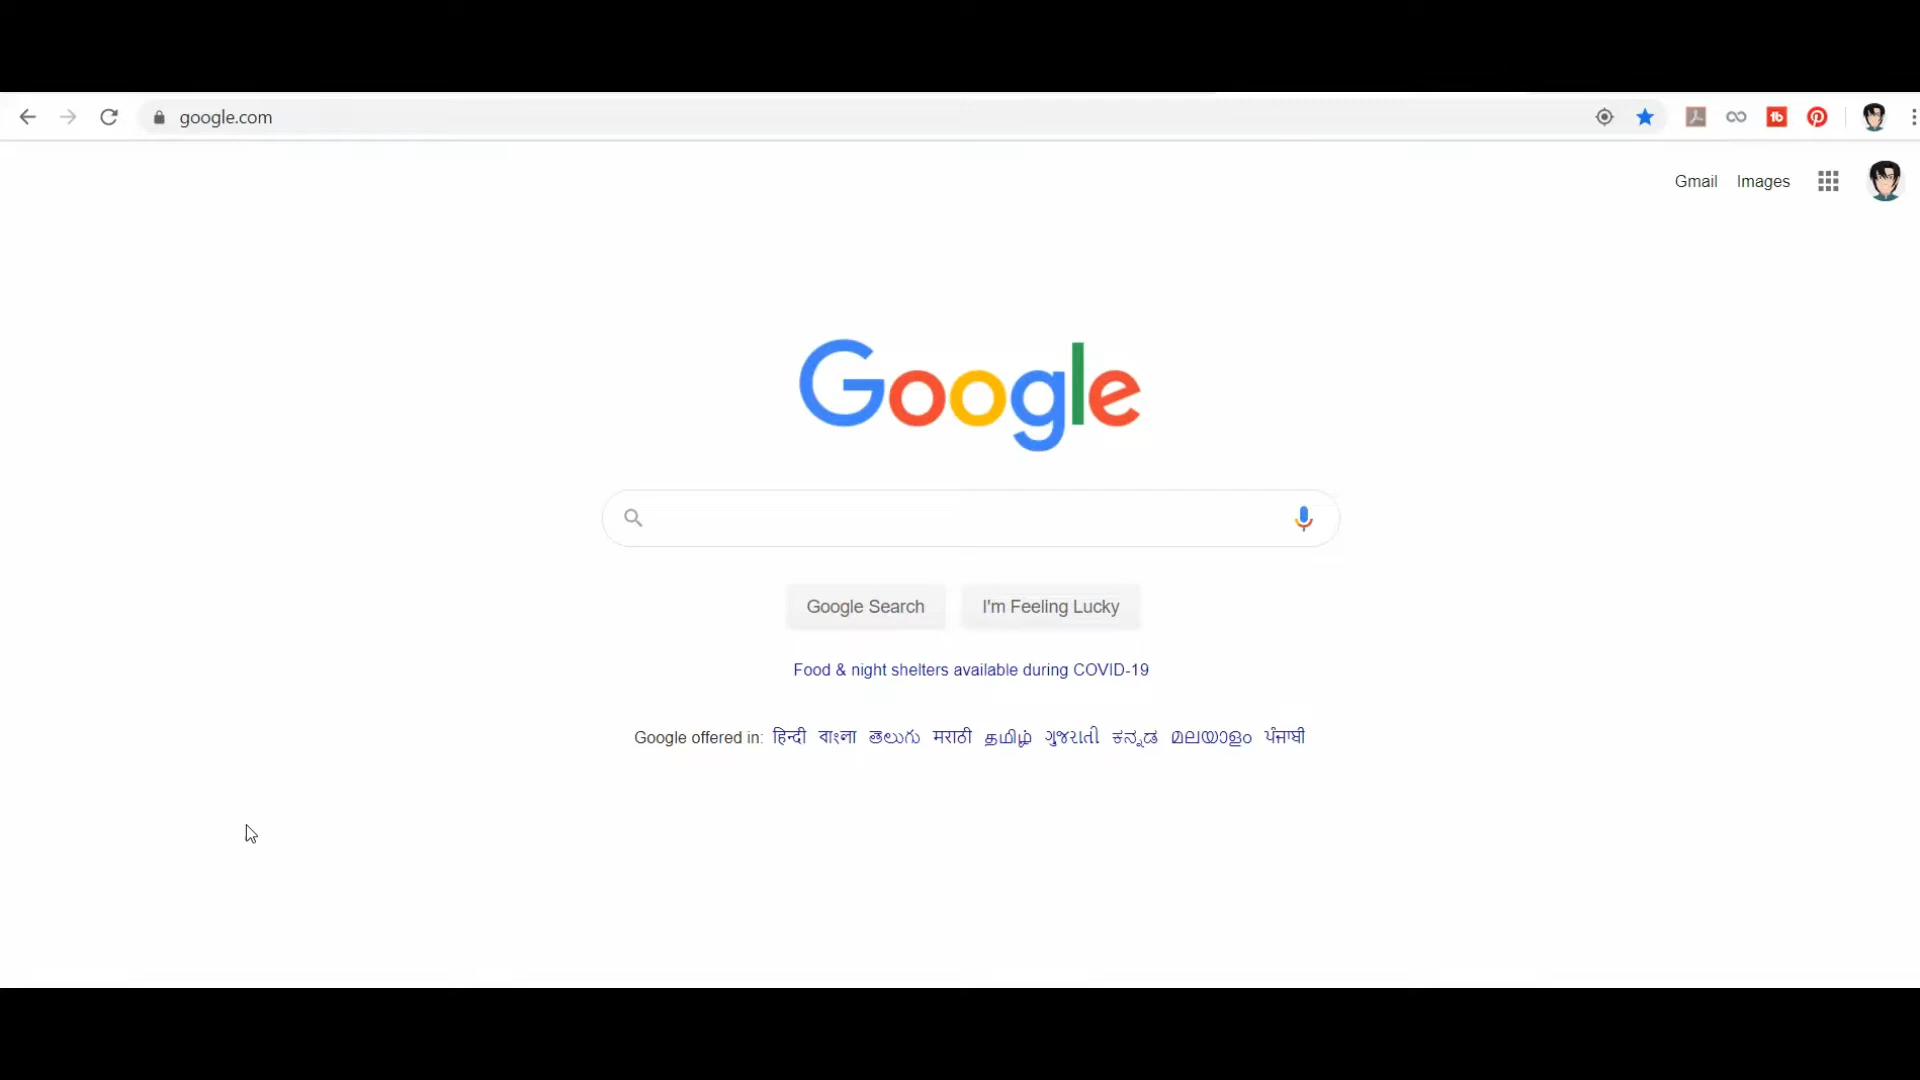 google.com
Gmail Images
Google
Google Search I'm Feeling Lucky
Food & night shelters available during COVID-19
Google offered in: हिन्दी বাংলা తెలుగు मराठी தமிழ் ગુજરાતી ಕನ್ನಡ മലയാളം ਪੰਜਾਬੀ